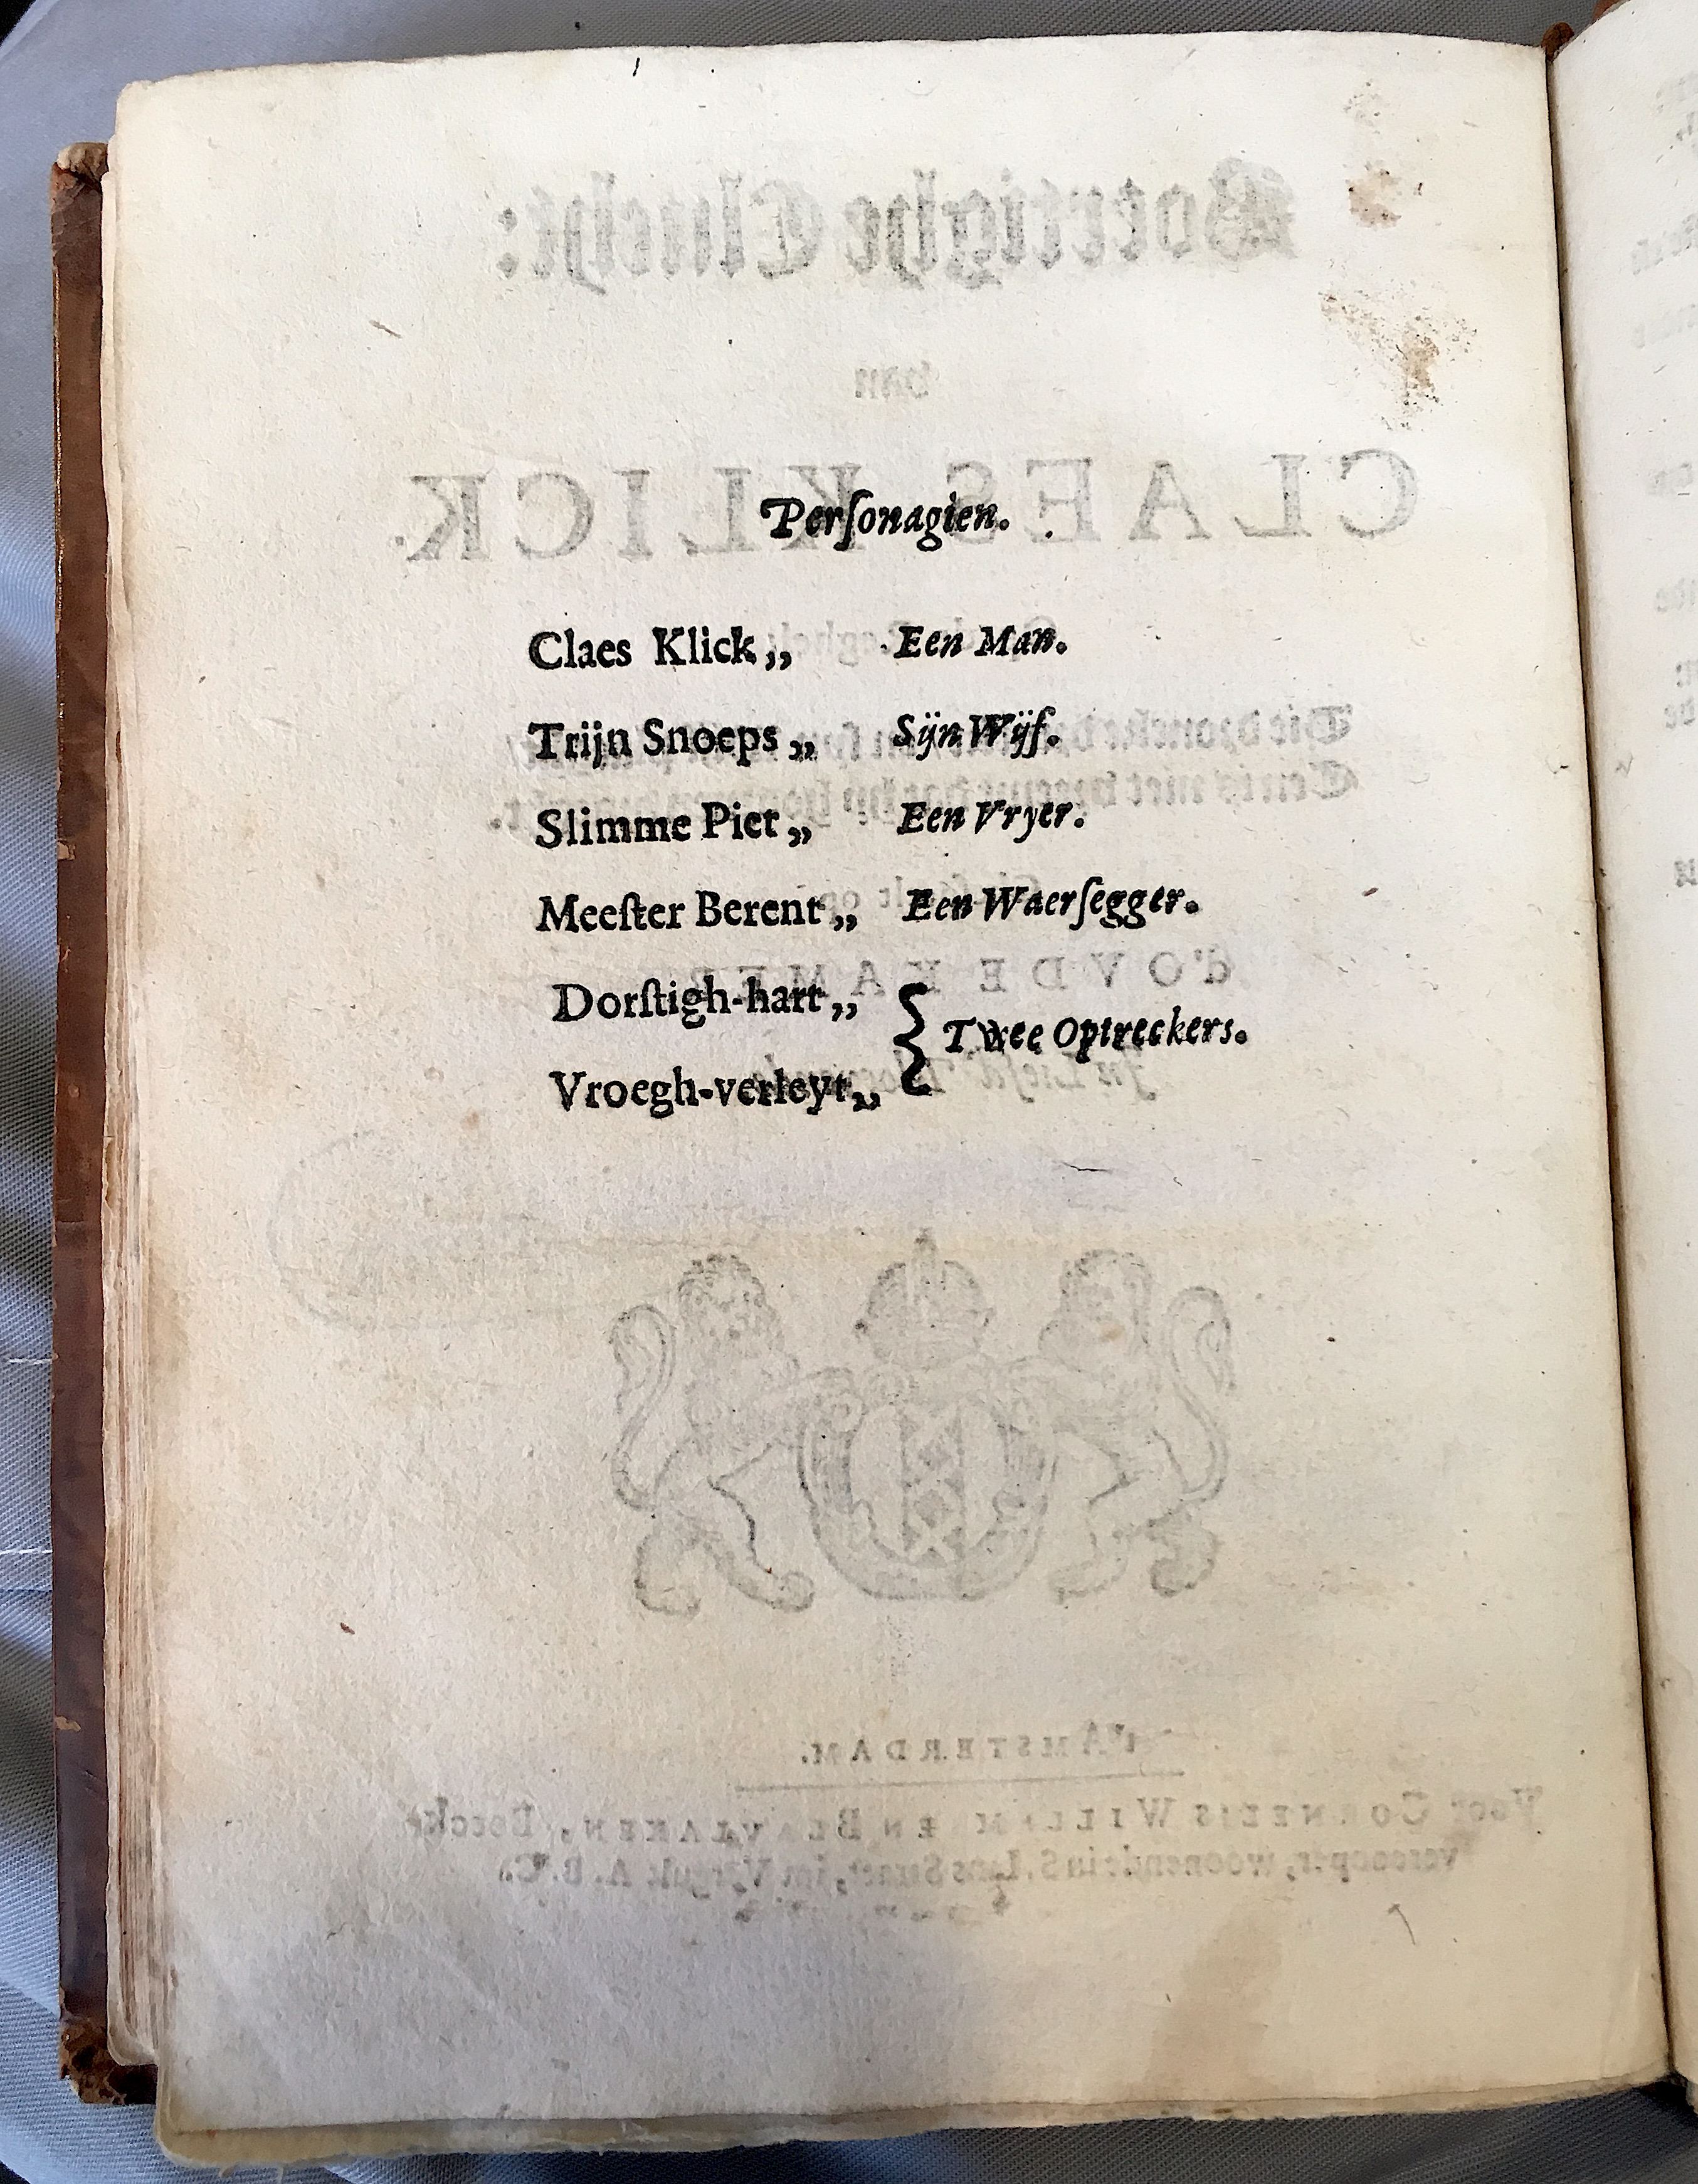 Perſonagien.
Claes Klick,, Een Man.
Trijn Snoeps ,, Sijn Wijf.
Slimme Piet ,, Een Vryer.
Meeſter Berent ,, Een Waerſegger.
Dorſtigh-hart ,,
Vroegh-verleyt ,, { Twee Optreckers.